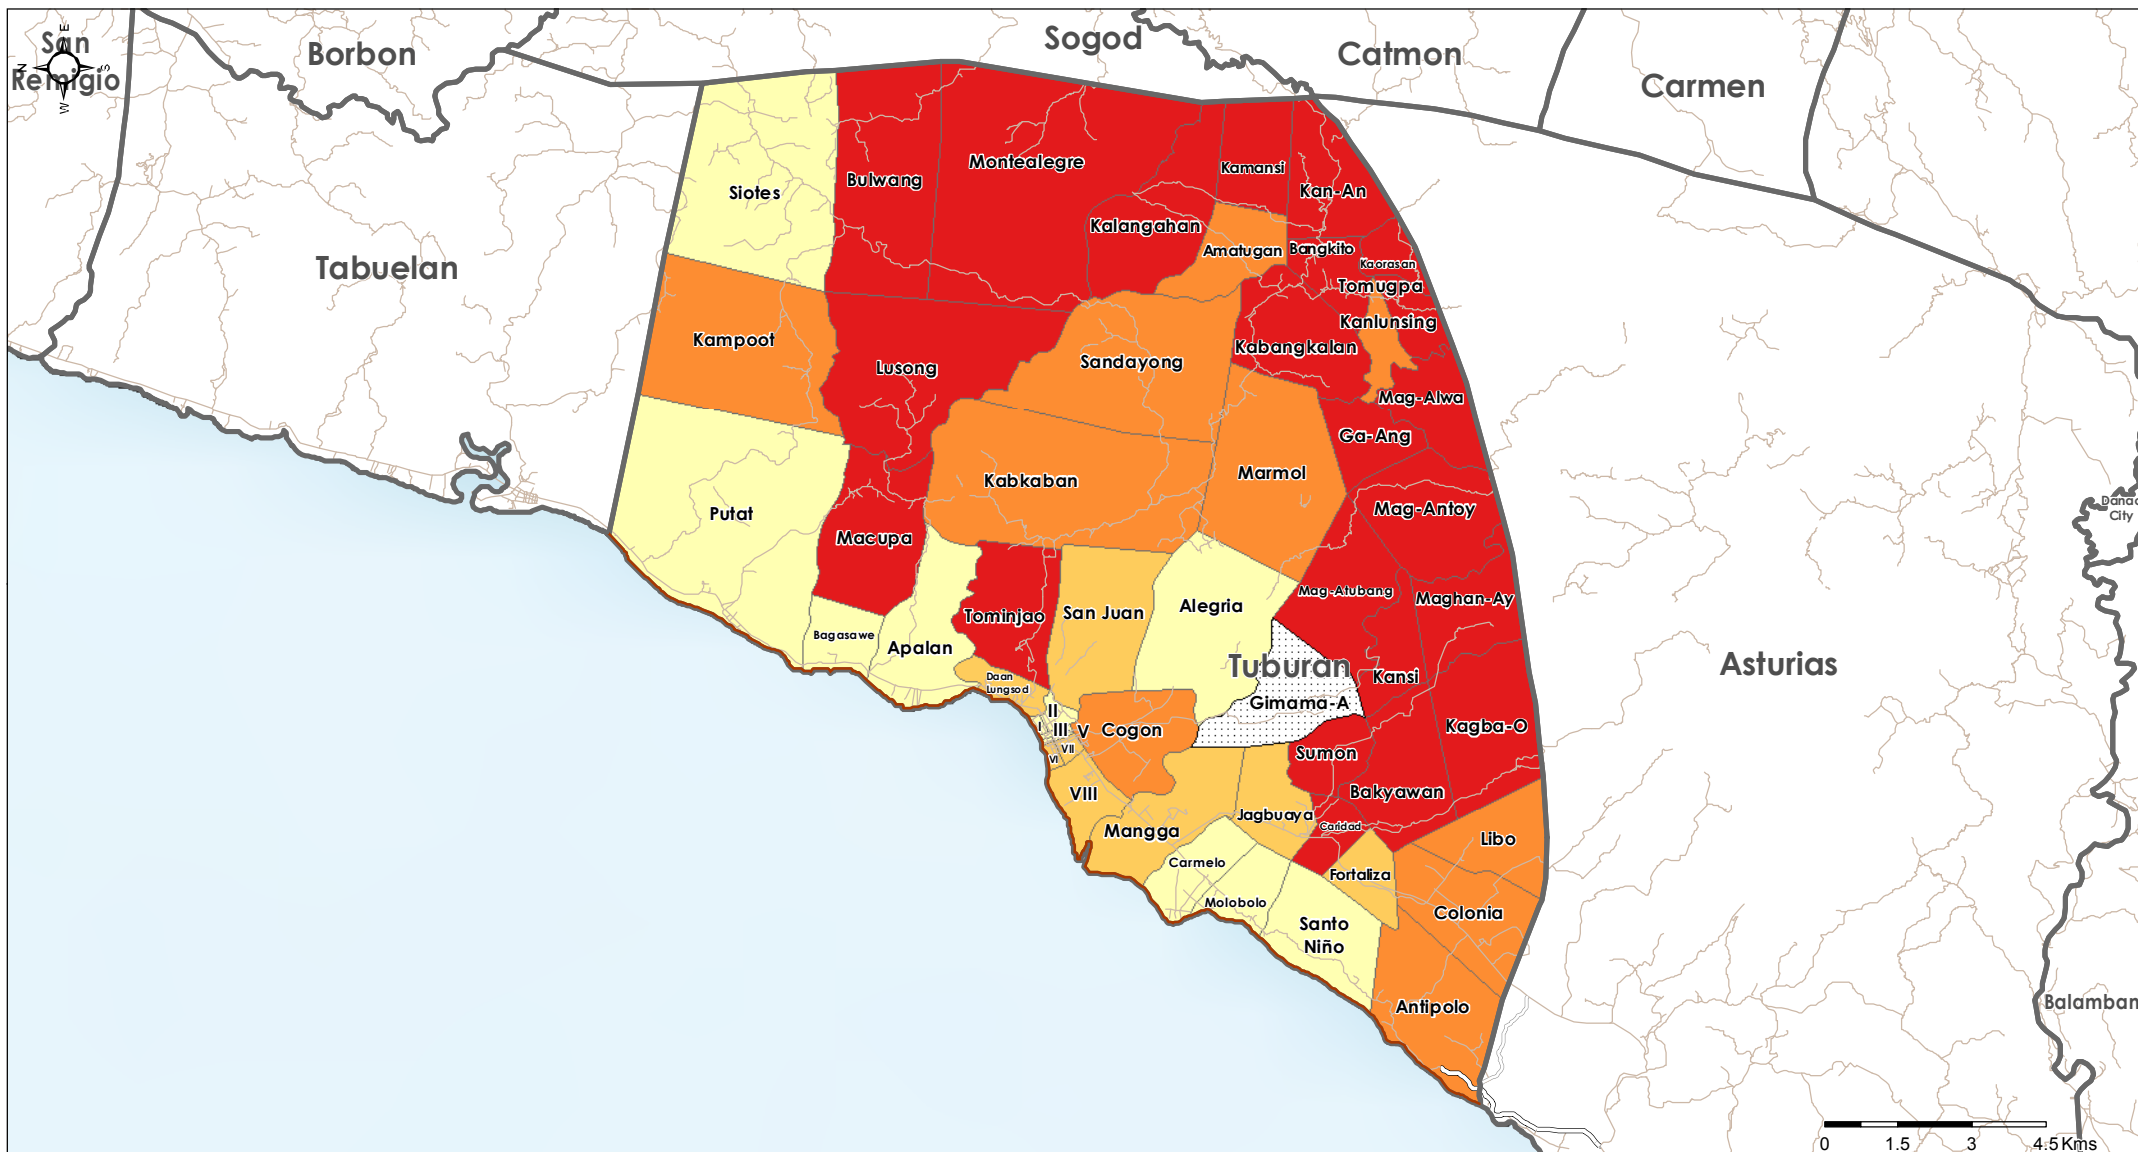 San
Remigio
E
N
S
W
Borbon
Sogod
Catmon
Carmen
Tabuelan
Siotes
Bulwang
Montealegre
Kamansi
Kan-An
Kalangahan
Amatugan
Bangkito
Kaorasan
Tomugpa
Kanlunsing
Kampoot
Lusong
Sandayong
Kabangkalan
Mag-Alwa
Ga-Ang
Kabkaban
Marmol
Mag-Antoy
Putat
Macupa
Mag-Atubang
Maghan-Ay
Tominjao
San Juan
Alegria
Bagasawe
Apalan
Tuburan
Kansi
Asturias
Daan
Lungsod
Gimama-A
Kagba-O
II
I
III
V
Cogon
VII
VI
Sumon
Bakyawan
VIII
Mangga
Jagbuaya
Caridad
Libo
Carmelo
Fortaliza
Molobolo
Colonia
Santo
Niño
Antipolo
Danao
City
Balamban
0 1.5 3 4.5 Kms